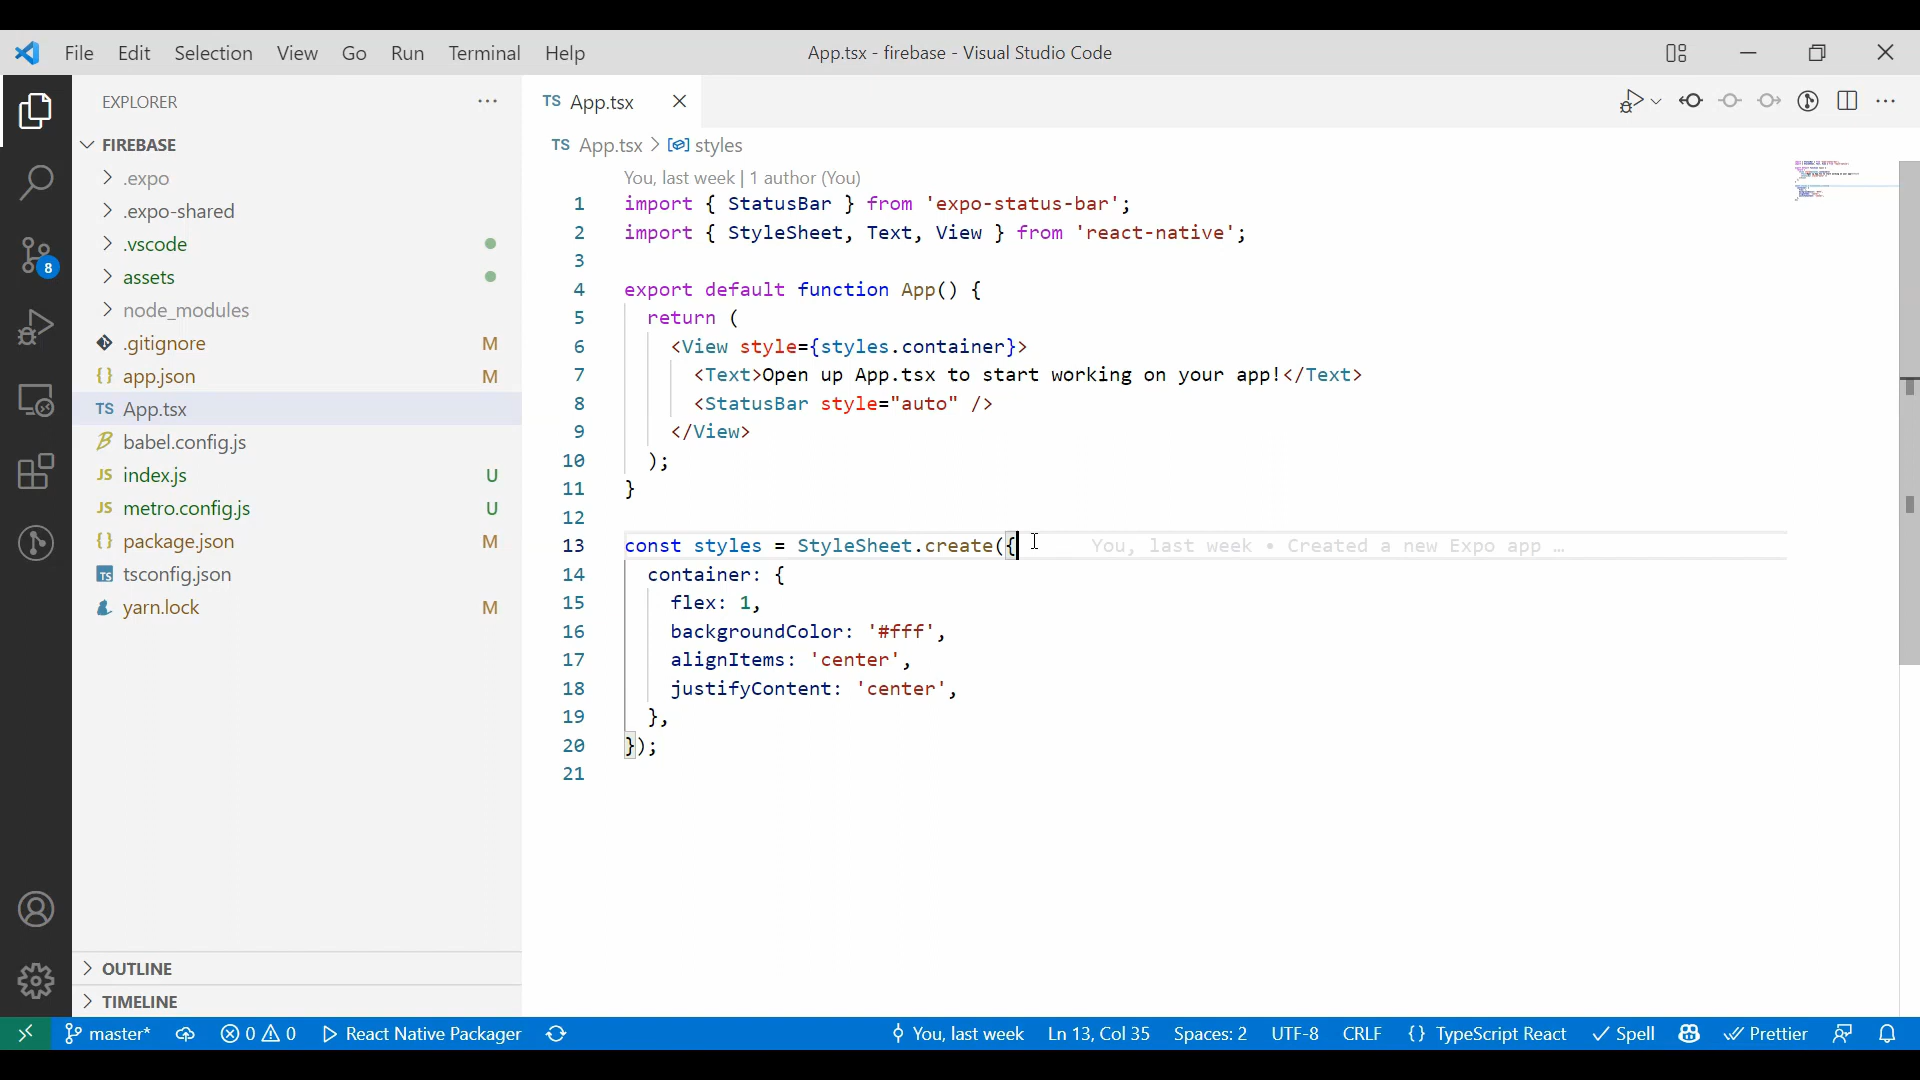 File Edit Selection View Go Run Terminal Help App.tsx - firebase - Visual Studio Code
EXPLORER
FIREBASE
.expo
.expo-shared
.vscode
assets
node_modules
.gitignore M
{} app.json M
TS App.tsx
babel.config.js
JS index.js U
JS metro.config.js U
{} package.json M
TS tsconfig.json
yarn.lock M
OUTLINE
TIMELINE
8
TS App.tsx
TS App.tsx > styles
You, last week | 1 author (You)
1 import { StatusBar } from 'expo-status-bar';
2 import { StyleSheet, Text, View } from 'react-native';
3
4 export default function App() {
5 return (
6 <View style={styles.container}>
7 <Text>Open up App.tsx to start working on your app!</Text>
8 <StatusBar style="auto" />
9 </View>
10 );
11 }
12
13 const styles = StyleSheet.create({ You, last week • Created a new Expo app …
14 container: {
15 flex: 1,
16 backgroundColor: '#fff',
17 alignItems: 'center',
18 justifyContent: 'center',
19 },
20 });
21
master* 0 0 React Native Packager You, last week Ln 13, Col 35 Spaces: 2 UTF-8 CRLF {} TypeScript React Spell Prettier